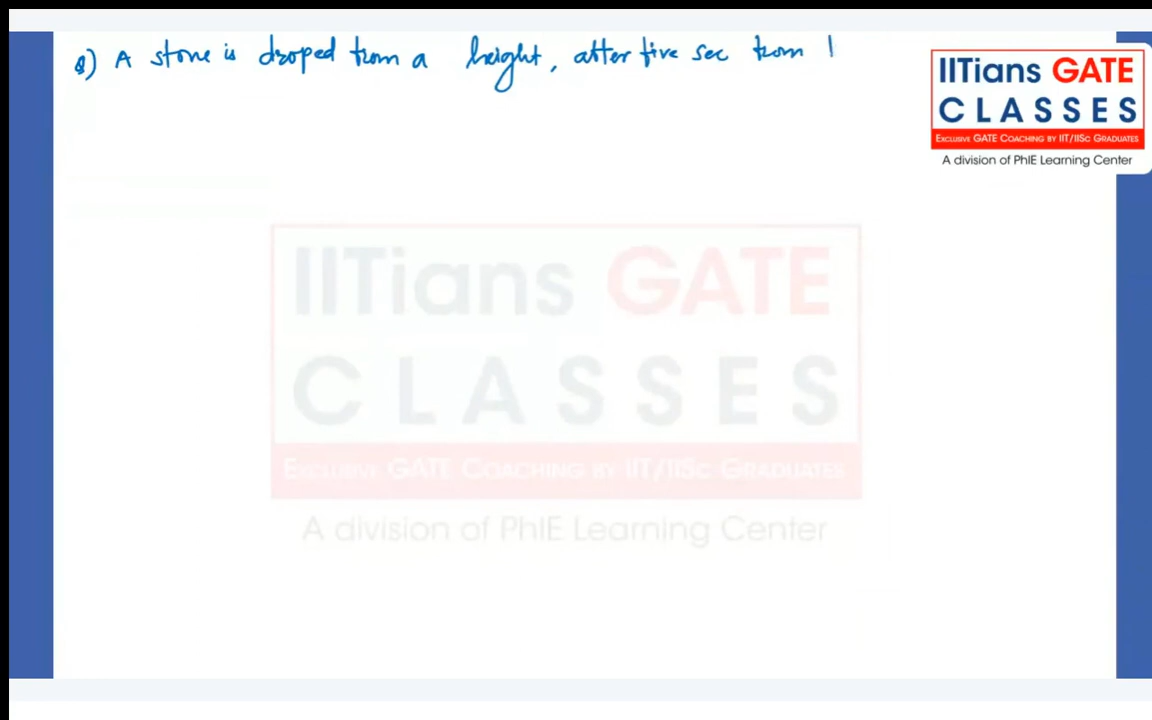 Q) A stone is droped from a height, after five sec from
IITians GATE
CLASSES
EXCLUSIVE GATE COACHING BY IIT/IISc GRADUATES
A division of PhIE Learning Center
IITians GATE
CLASSES
EXCLUSIVE GATE COACHING BY IIT/IISc GRADUATES
A division of PhIE Learning Center